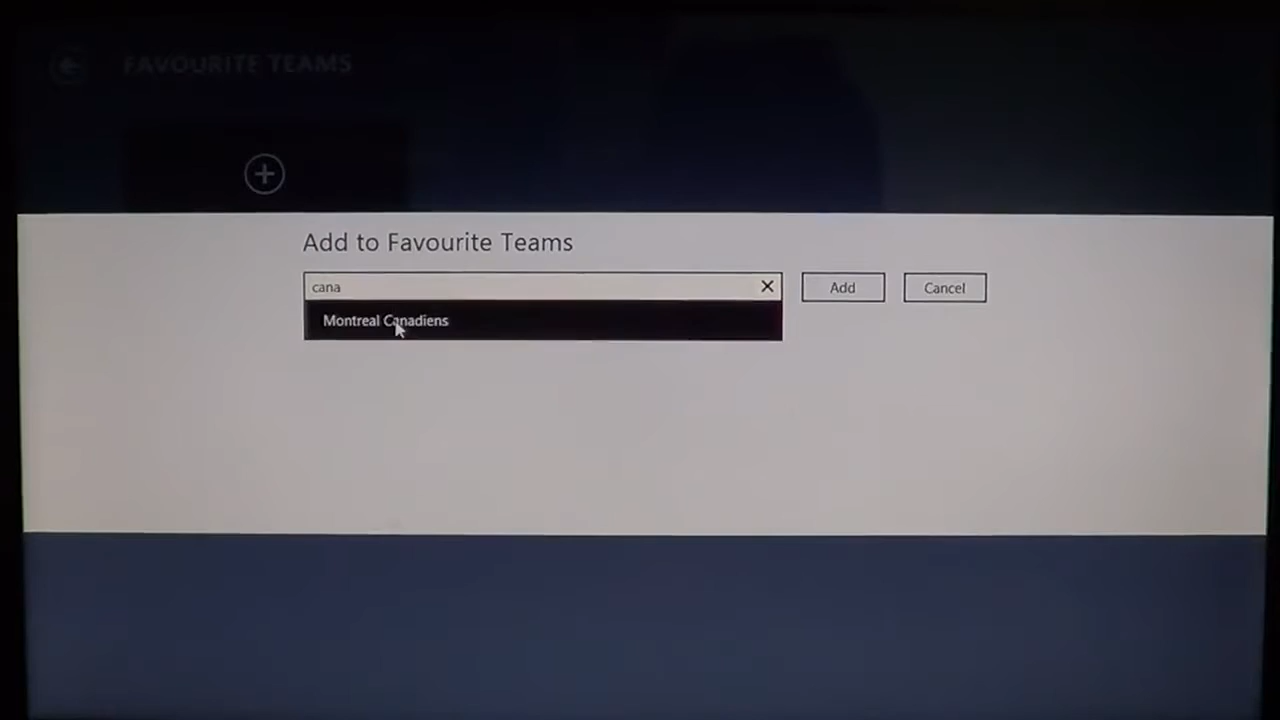 FAVOURITE TEAMS
Add to Favourite Teams
cana
Add
Cancel
Montreal Canadiens